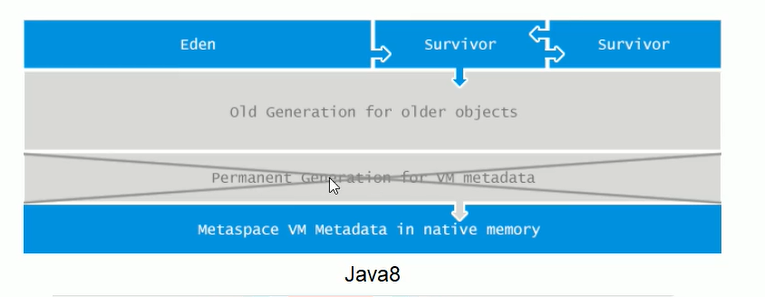 Eden Survivor Survivor
Old Generation for older objects
Permanent Generation for VM metadata
Metaspace VM Metadata in native memory
Java8